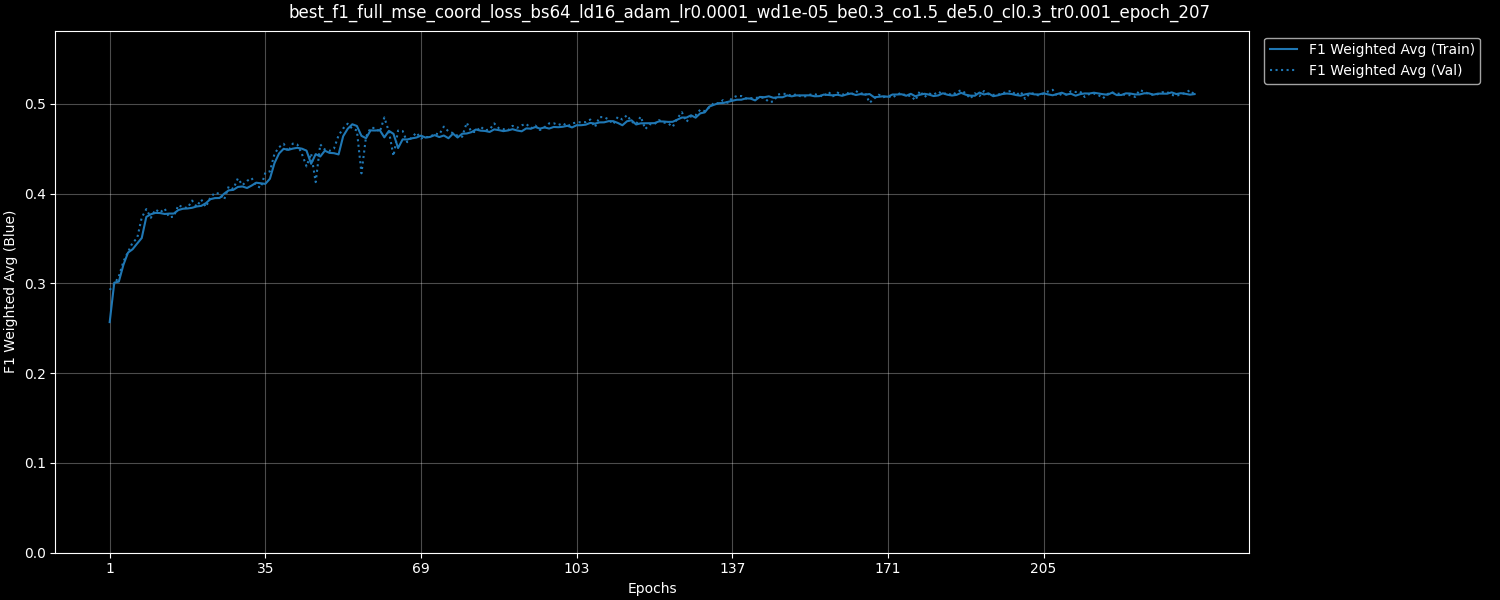 best_f1_full_mse_coord_loss_bs64_ld16_adam_lr0.0001_wd1e-05_be0.3_co1.5_de5.0_cl0.3_tr0.001_epoch_207
F1 Weighted Avg (Train)
F1 Weighted Avg (Val)
F1 Weighted Avg (Blue)
0.5
0.4
0.3
0.2
0.1
0.0
1 35 69 103 137 171 205
Epochs